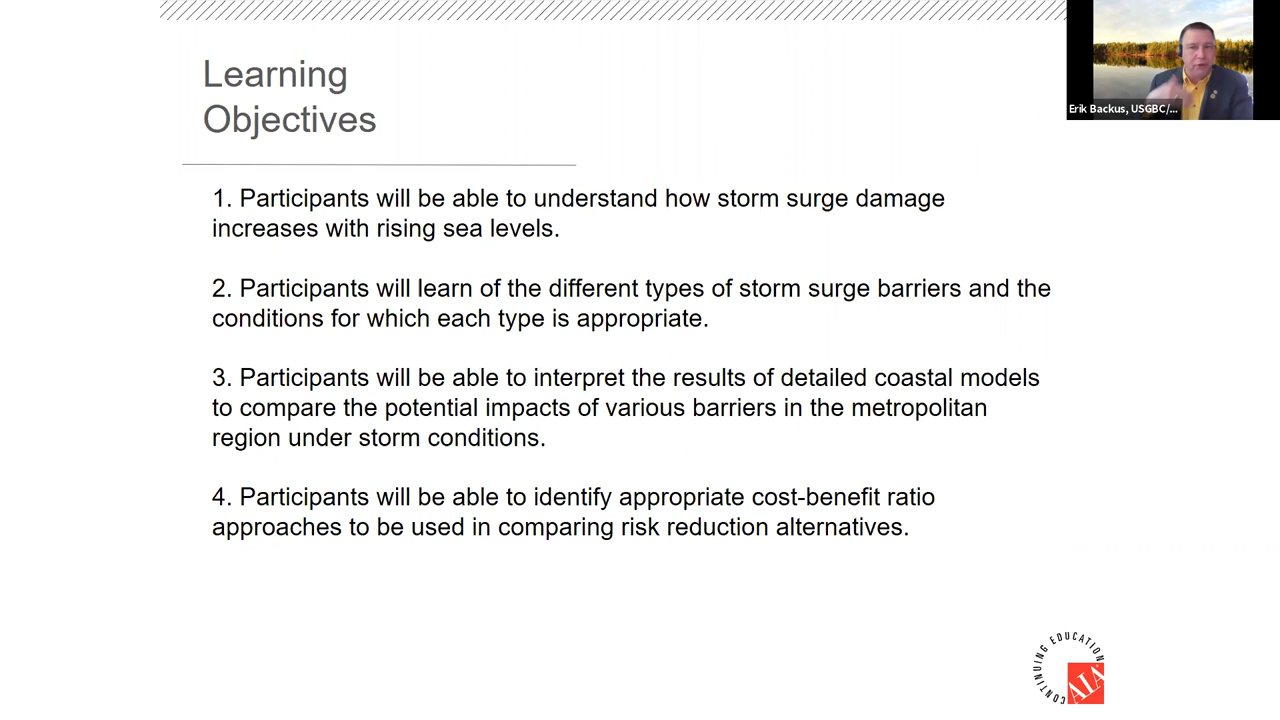 Learning
Objectives
Erik Backus, USGBC/...
1. Participants will be able to understand how storm surge damage
increases with rising sea levels.
2. Participants will learn of the different types of storm surge barriers and the
conditions for which each type is appropriate.
3. Participants will be able to interpret the results of detailed coastal models
to compare the potential impacts of various barriers in the metropolitan
region under storm conditions.
4. Participants will be able to identify appropriate cost-benefit ratio
approaches to be used in comparing risk reduction alternatives.
CONTINUING EDUCATION
AIA